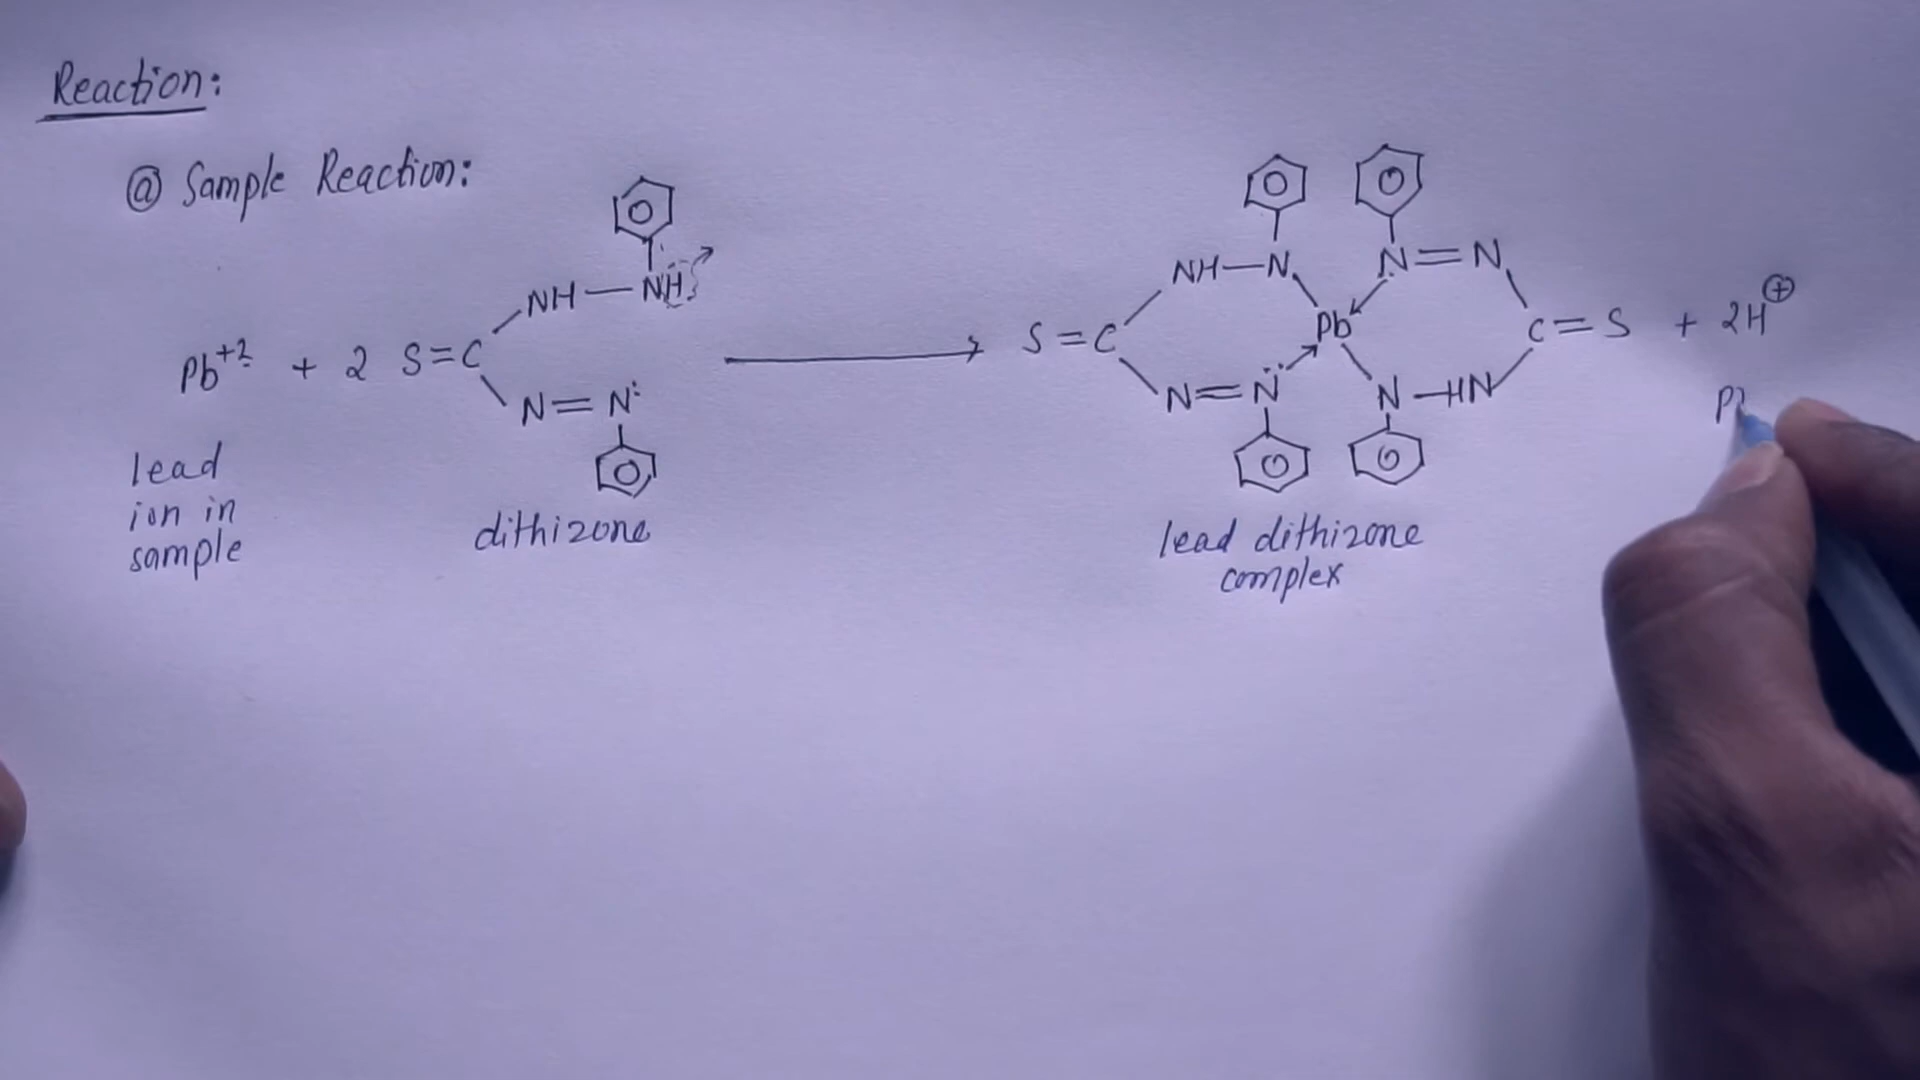 Reaction:
@ Sample Reaction:
NH — NH
Pb+2 + 2 S=C
N = N:
lead
ion in
sample
dithizone
NH — N
N = N
S = C
Pb
C = S + 2H⊕
N = N:
N — HN
lead dithizone
complex